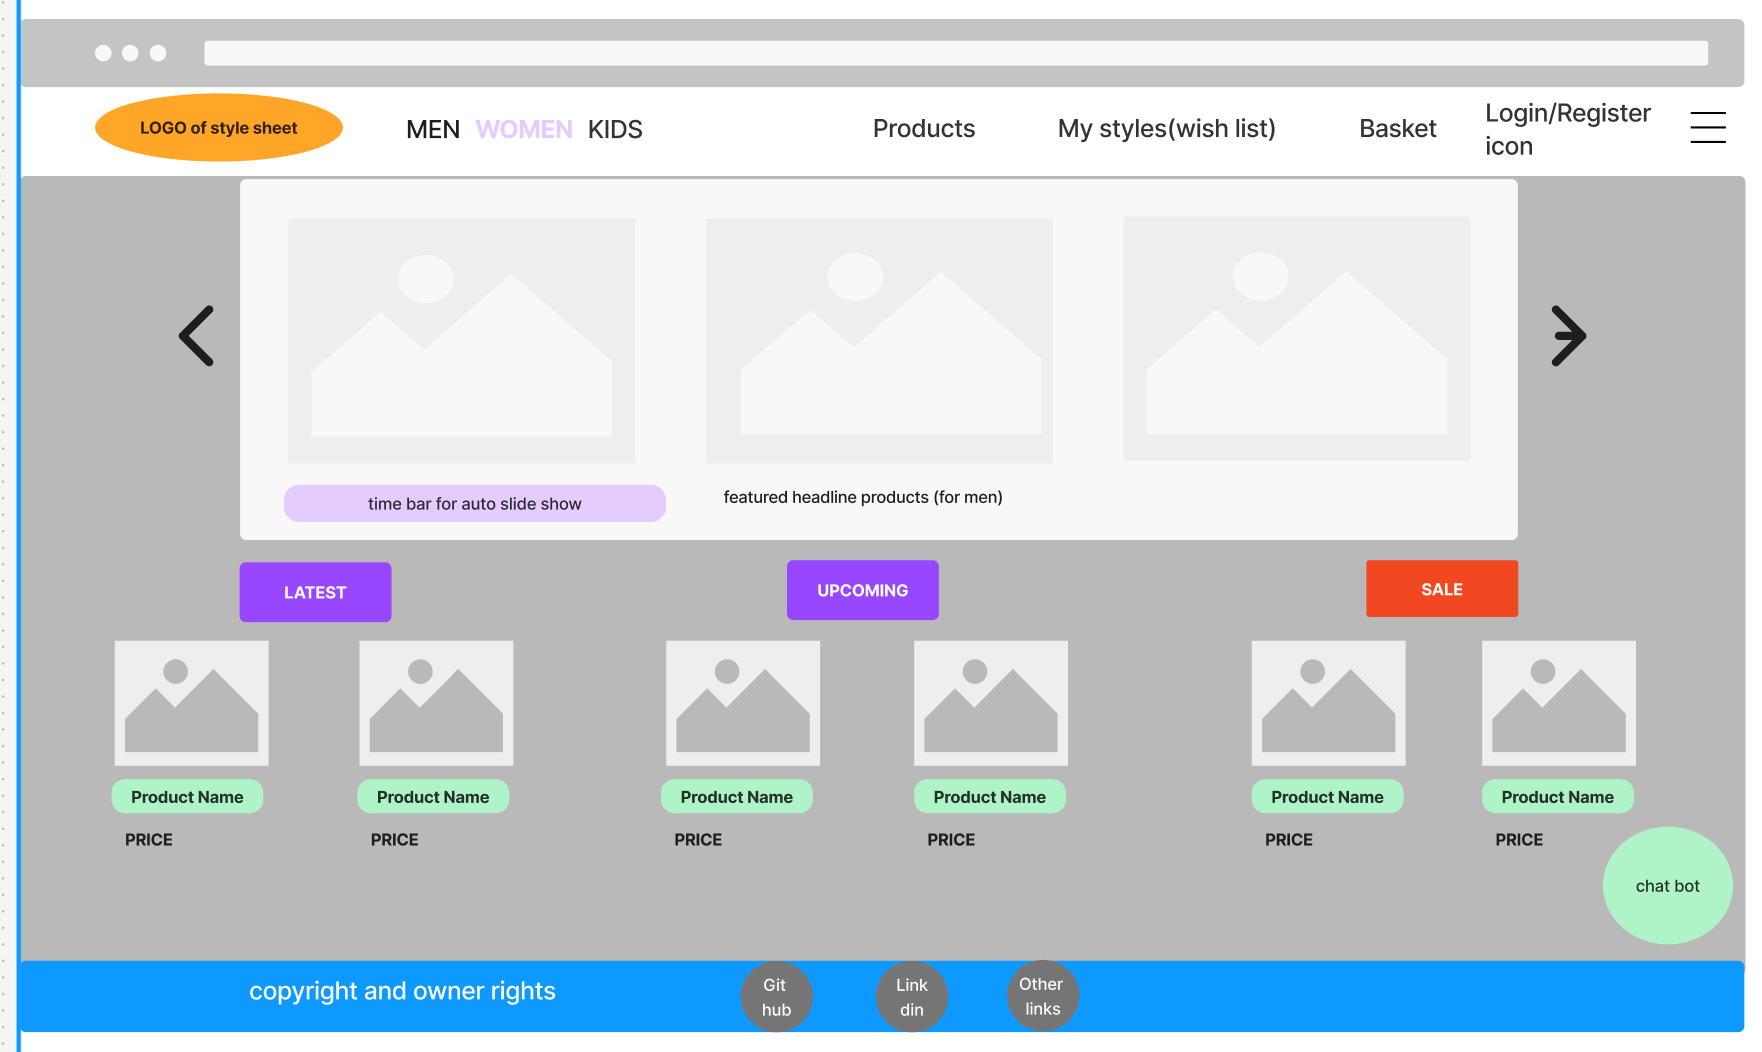 LOGO of style sheet
MEN WOMEN KIDS
Products
My styles(wish list)
Basket
Login/Register
icon
time bar for auto slide show
featured headline products (for men)
LATEST
UPCOMING
SALE
Product Name
Product Name
Product Name
Product Name
Product Name
Product Name
PRICE
PRICE
PRICE
PRICE
PRICE
PRICE
chat bot
copyright and owner rights
Git
hub
Link
din
Other
links